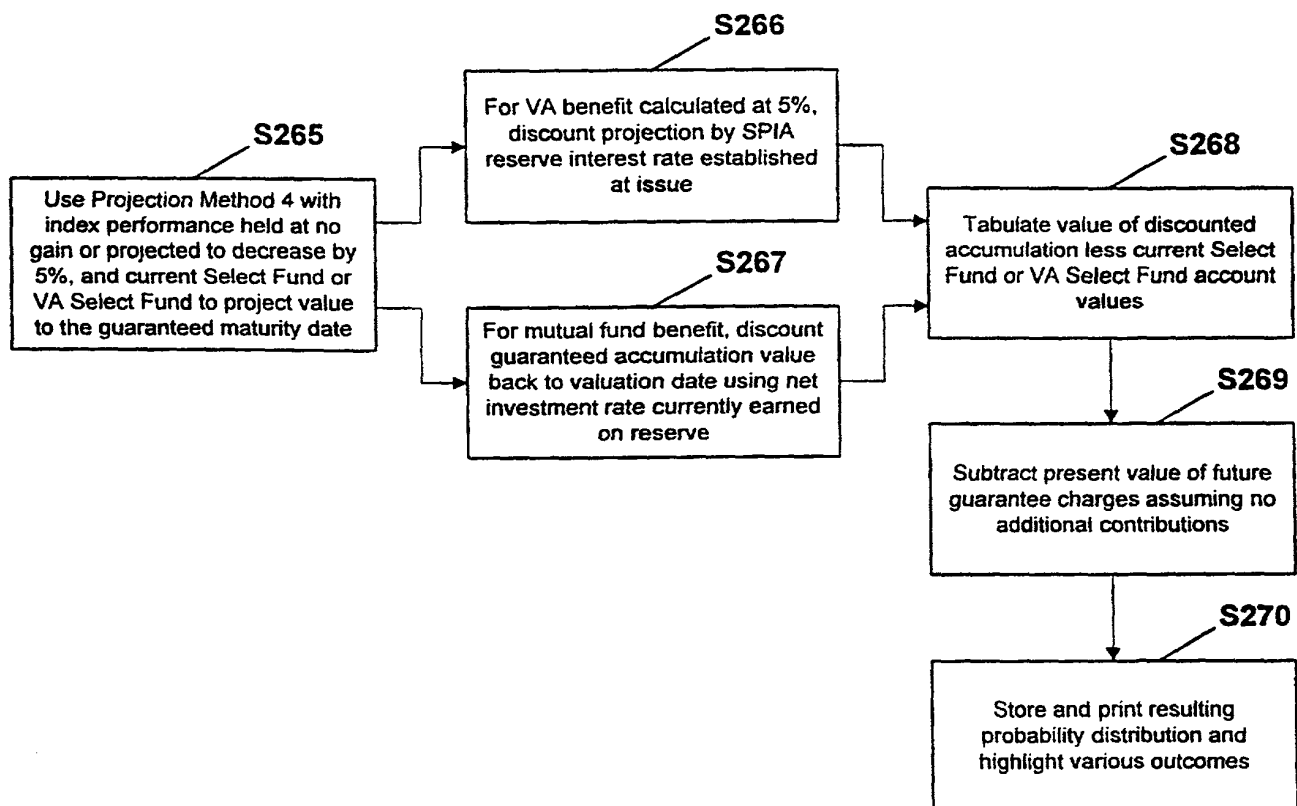 S265
Use Projection Method 4 with
index performance held at no
gain or projected to decrease by
5%, and current Select Fund or
VA Select Fund to project value
to the guaranteed maturity date
S266
For VA benefit calculated at 5%,
discount projection by SPIA
reserve interest rate established
at issue
S267
For mutual fund benefit, discount
guaranteed accumulation value
back to valuation date using net
investment rate currently earned
on reserve
S268
Tabulate value of discounted
accumulation less current Select
Fund or VA Select Fund account
values
S269
Subtract present value of future
guarantee charges assuming no
additional contributions
S270
Store and print resulting
probability distribution and
highlight various outcomes